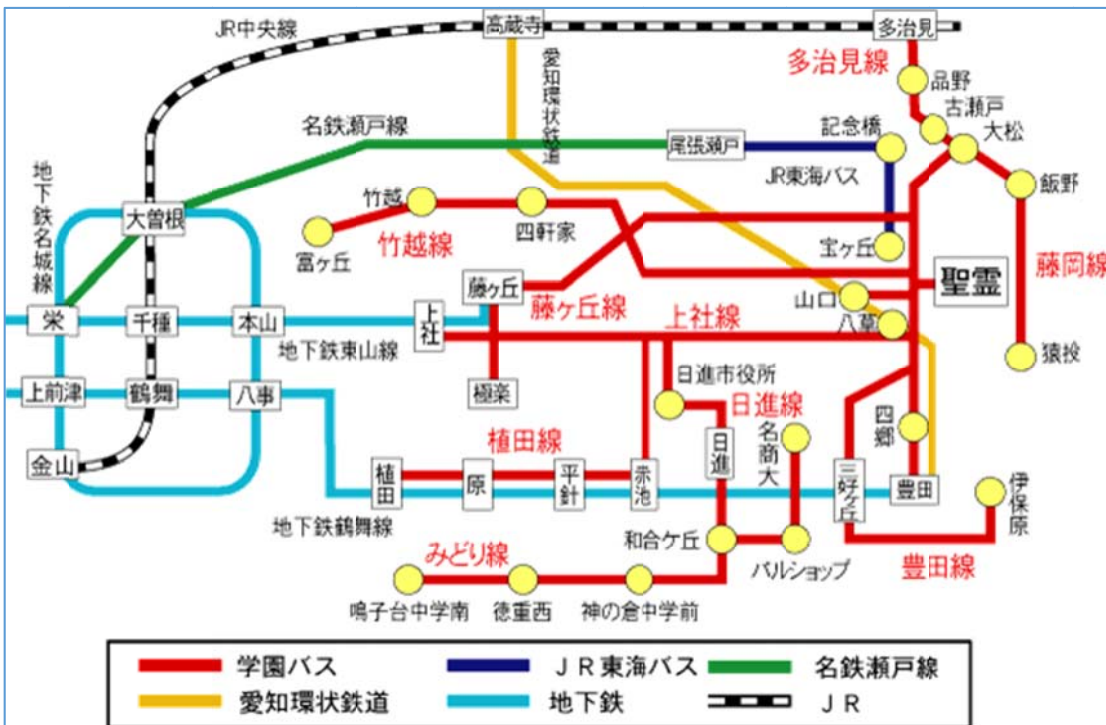 JR中央線
高蔵寺
多治見
多治見線
愛知環状鉄道
品野
古瀬戸
大松
名鉄瀬戸線
尾張瀬戸
記念橋
JR東海バス
飯野
地下鉄名城線
大曽根
竹越
竹越線
富ヶ丘
四軒家
宝ヶ丘
藤岡線
聖霊
藤ヶ丘
藤ヶ丘線
山口
八草
上社
上社線
栄
千種
本山
地下鉄東山線
猿投
上前津
鶴舞
八事
極楽
日進市役所
日進線
名商大
四郷
金山
植田線
植田
原
平針
赤池
日進
三好ヶ丘
豊田
伊保原
地下鉄鶴舞線
和合ケ丘
パルショップ
豊田線
みどり線
鳴子台中学南
徳重西
神の倉中学前
学園バス
ＪＲ東海バス
名鉄瀬戸線
愛知環状鉄道
地下鉄
ＪＲ